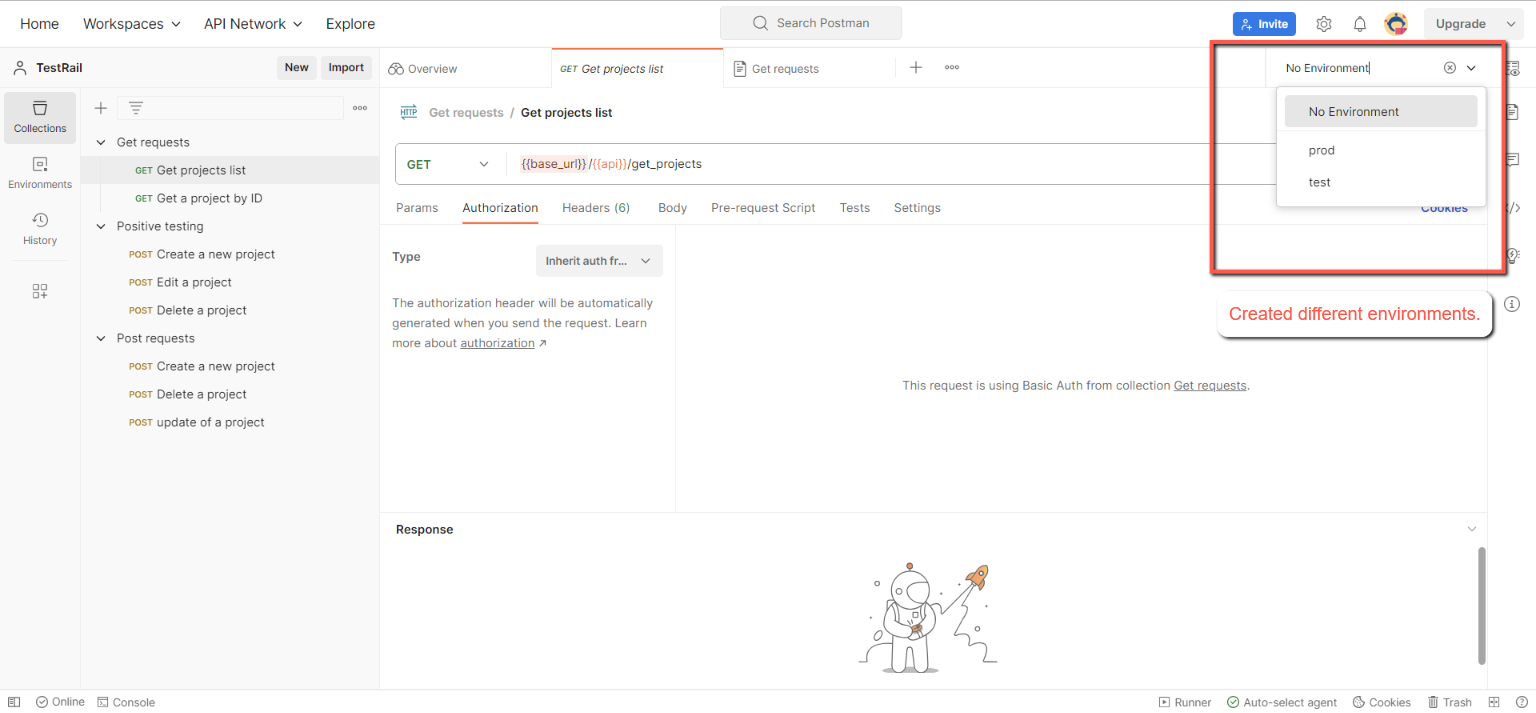 Home Workspaces API Network Explore Search Postman Invite Upgrade
TestRail New Import Overview GET Get projects list Get requests No Environment
Collections
Environments
History
Get requests
GET Get projects list
GET Get a project by ID
Positive testing
POST Create a new project
POST Edit a project
POST Delete a project
Post requests
POST Create a new project
POST Delete a project
POST update of a project
HTTP Get requests / Get projects list
GET {{base_url}}/{{api}}/get_projects
Params Authorization Headers (6) Body Pre-request Script Tests Settings Cookies
No Environment
prod
test
Created different environments.
Type Inherit auth fr...
The authorization header will be automatically
generated when you send the request. Learn
more about authorization ↗
This request is using Basic Auth from collection Get requests.
Response
Online Console Runner Auto-select agent Cookies Trash